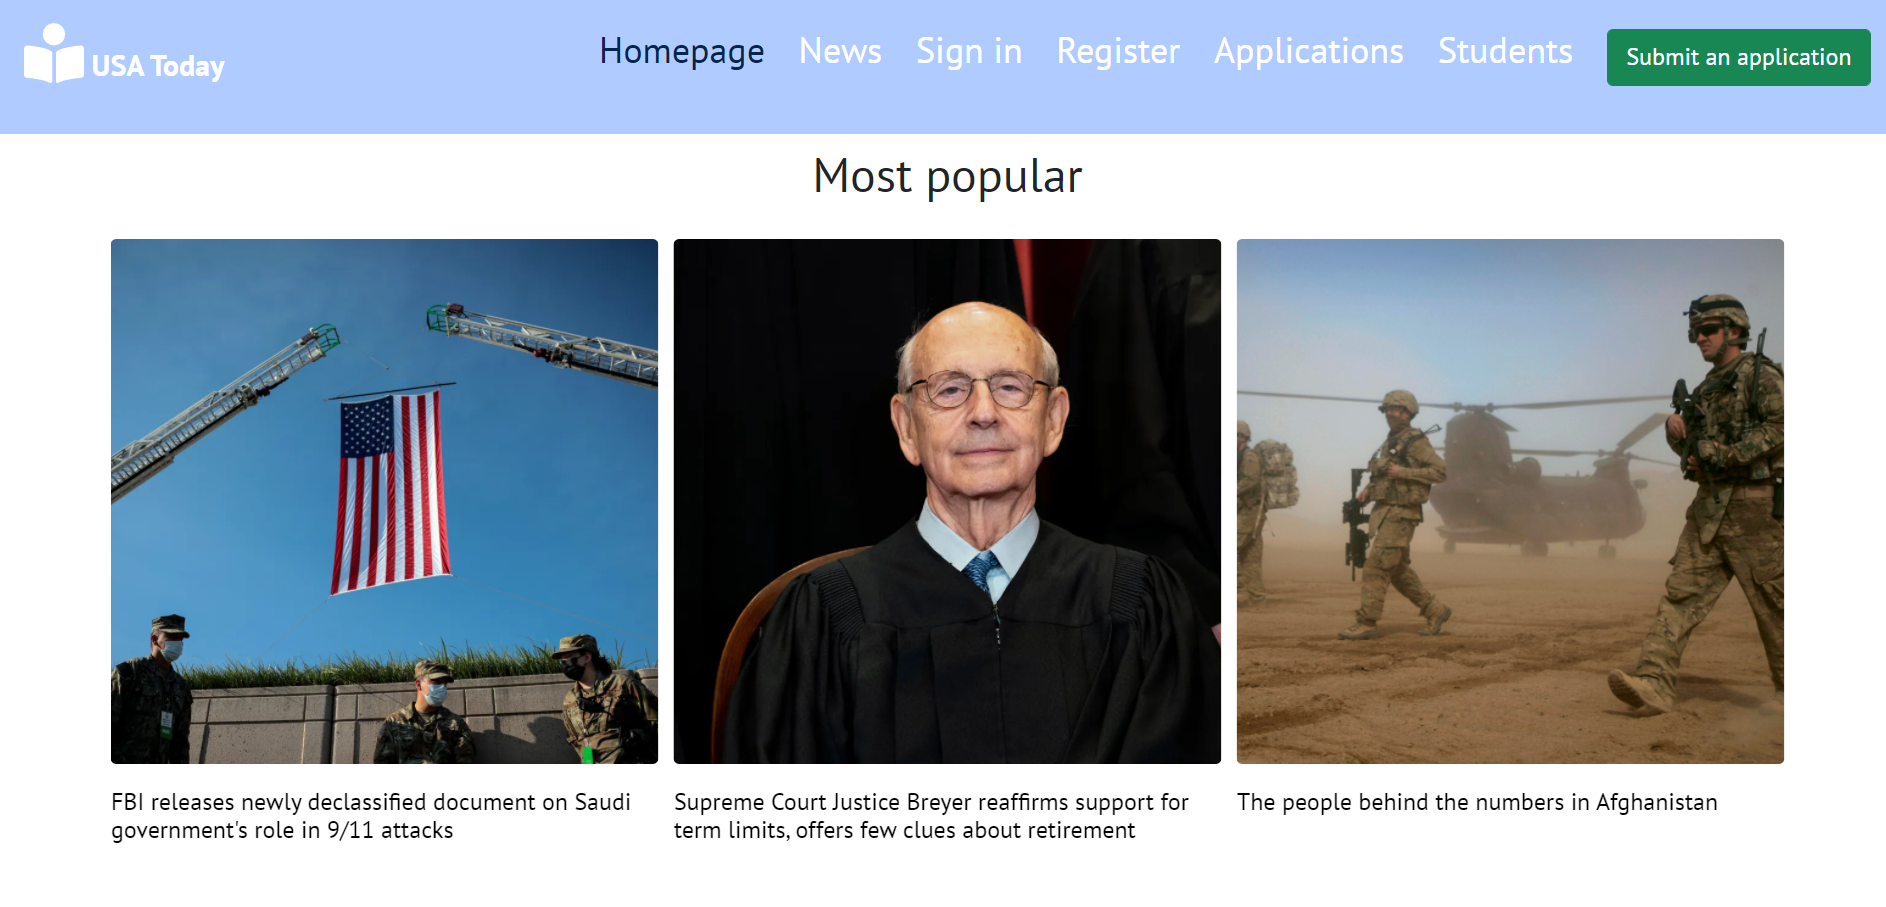 USA Today
Homepage
News
Sign in
Register
Applications
Students
Submit an application
Most popular
FBI releases newly declassified document on Saudi
government's role in 9/11 attacks
Supreme Court Justice Breyer reaffirms support for
term limits, offers few clues about retirement
The people behind the numbers in Afghanistan